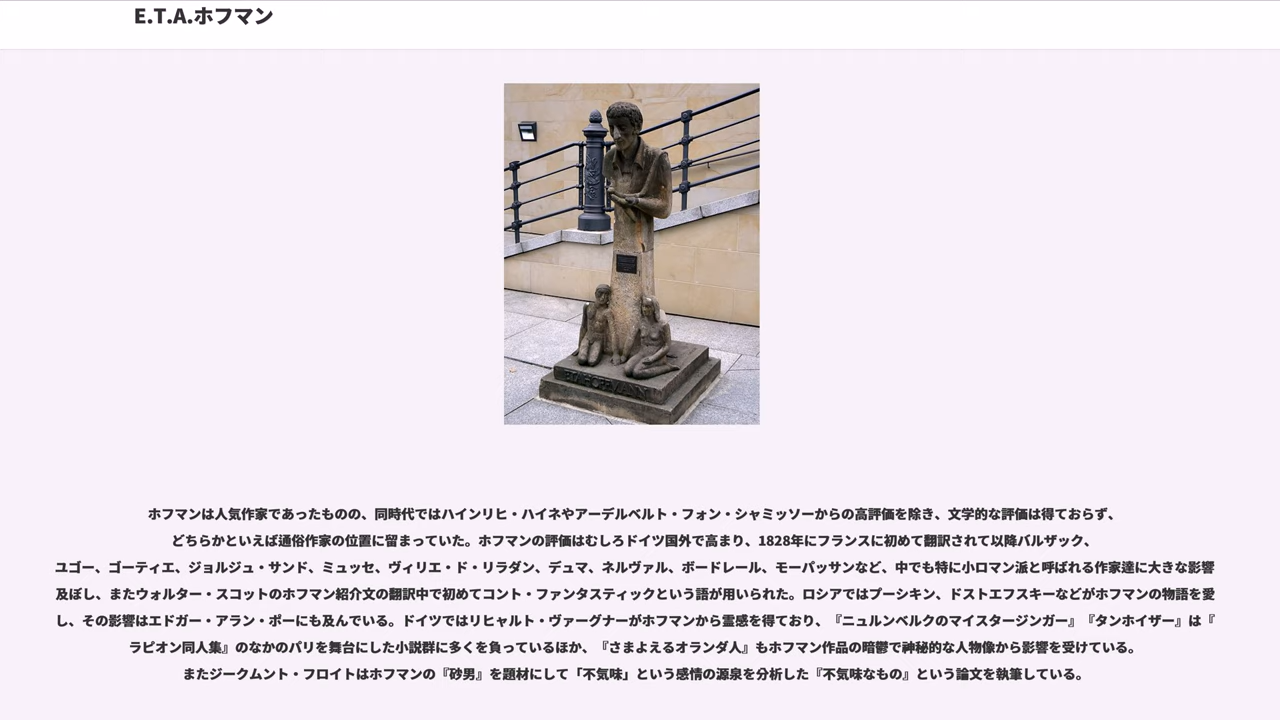 E.T.A.ホフマン
ホフマンは人気作家であったものの、同時代ではハインリヒ・ハイネやアーデルベルト・フォン・シャミッソーからの高評価を除き、文学的な評価は得ておらず、
どちらかといえば通俗作家の位置に留まっていた。ホフマンの評価はむしろドイツ国外で高まり、1828年にフランスに初めて翻訳されて以降バルザック、
ユゴー、ゴーティエ、ジョルジュ・サンド、ミュッセ、ヴィリエ・ド・リラダン、デュマ、ネルヴァル、ボードレール、モーパッサンなど、中でも特に小ロマン派と呼ばれる作家達に大きな影響
及ぼし、またウォルター・スコットのホフマン紹介文の翻訳中で初めてコント・ファンタスティックという語が用いられた。ロシアではプーシキン、ドストエフスキーなどがホフマンの物語を愛
し、その影響はエドガー・アラン・ポーにも及んでいる。ドイツではリヒャルト・ヴァーグナーがホフマンから霊感を得ており、『ニュルンベルクのマイスタージンガー』『タンホイザー』は『
ラピオン同人集』のなかのパリを舞台にした小説群に多くを負っているほか、『さまよえるオランダ人』もホフマン作品の暗鬱で神秘的な人物像から影響を受けている。
またジークムント・フロイトはホフマンの『砂男』を題材にして「不気味」という感情の源泉を分析した『不気味なもの』という論文を執筆している。